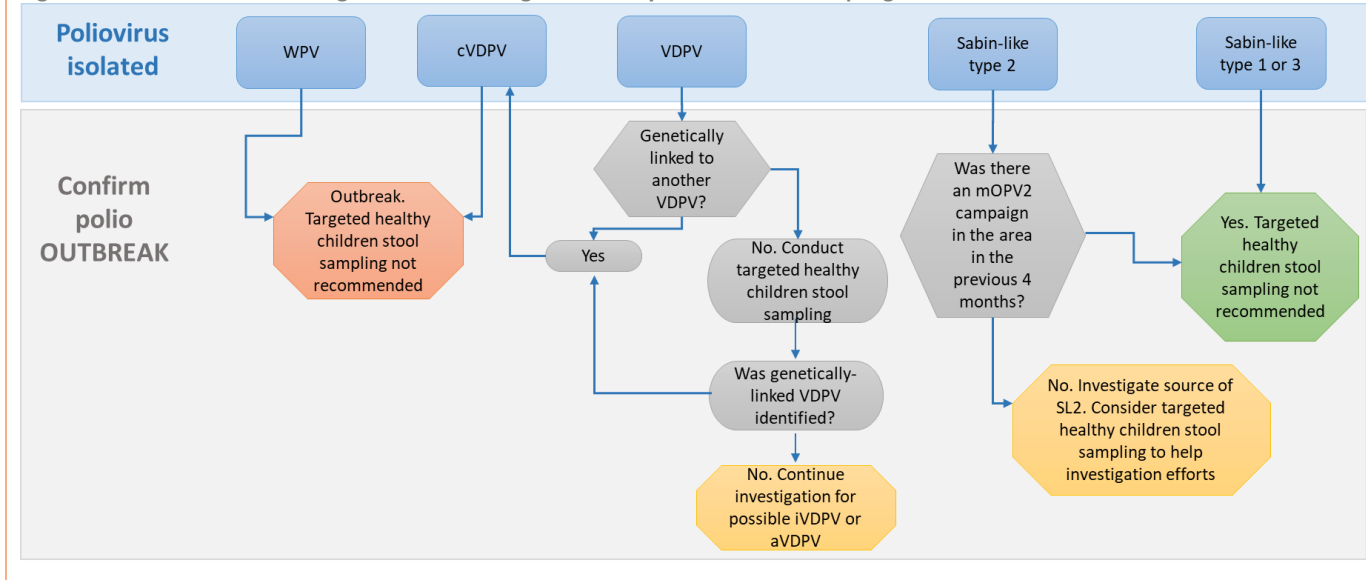 Poliovirus
isolated
WPV
cVDPV
VDPV
Sabin-like
type 2
Sabin-like
type 1 or 3
Confirm
polio
OUTBREAK
Outbreak.
Targeted healthy
children stool
sampling not
recommended
Genetically
linked to
another
VDPV?
Yes
No. Conduct
targeted healthy
children stool
sampling
Was genetically-
linked VDPV
identified?
No. Continue
investigation for
possible iVDPV or
aVDPV
Was there
an mOPV2
campaign
in the area
in the
previous 4
months?
Yes. Targeted
healthy
children stool
sampling not
recommended
No. Investigate source of
SL2. Consider targeted
healthy children stool
sampling to help
investigation efforts